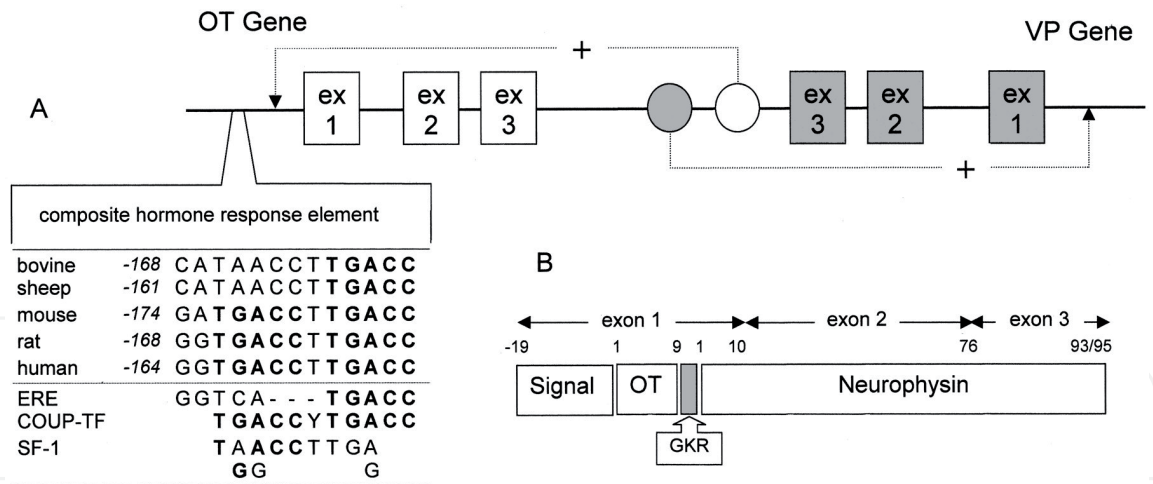 OT Gene
VP Gene
+
A
ex
1
ex
2
ex
3
ex
3
ex
2
ex
1
+
composite hormone response element
bovine -168 CATAACCTTGACC
sheep -161 CATAACCTTGACC
mouse -174 GATGACCTTGACC
rat -168 GGTGACCTTGACC
human -164 GGTGACCTTGACC
ERE GGTCA---TGACC
COUP-TF TGACCYTGACC
SF-1 TAACCTTGA
GG G
B
exon 1 exon 2 exon 3
-19 1 9 1 10 76 93/95
Signal OT Neurophysin
GKR